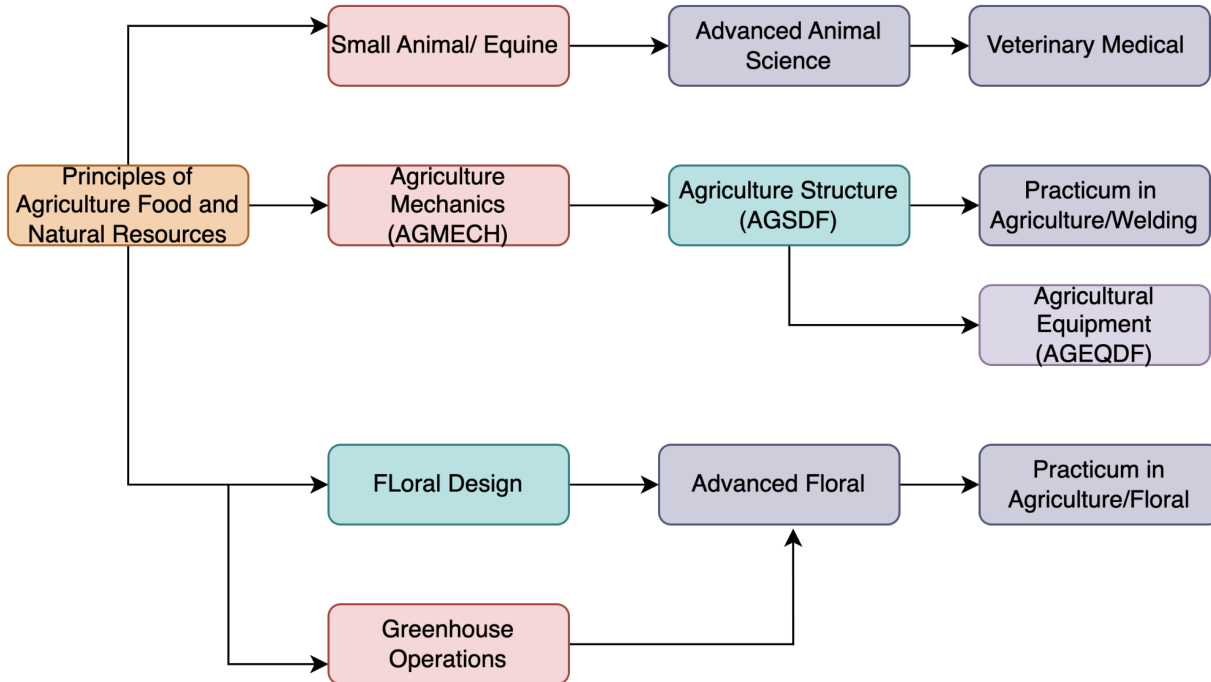 Small Animal/ Equine
Advanced Animal
Science
Veterinary Medical
Principles of
Agriculture Food and
Natural Resources
Agriculture
Mechanics
(AGMECH)
Agriculture Structure
(AGSDF)
Practicum in
Agriculture/Welding
Agricultural
Equipment
(AGEQDF)
FLoral Design
Advanced Floral
Practicum in
Agriculture/Floral
Greenhouse
Operations